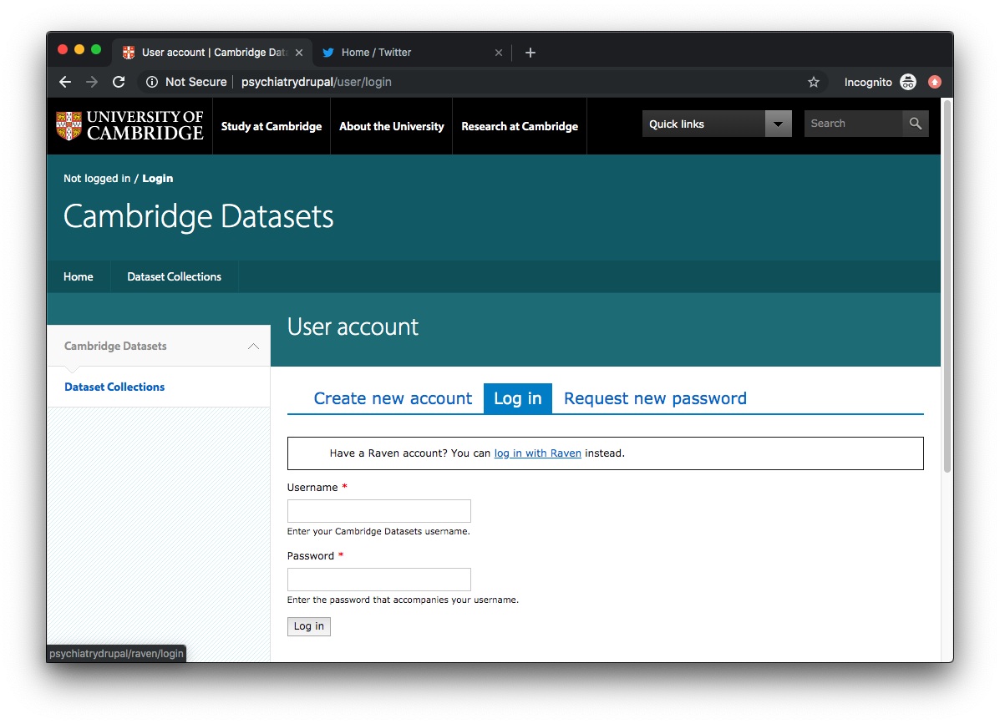 User account | Cambridge Data
Home / Twitter
Not Secure
psychiatrydrupal/user/login
Incognito
UNIVERSITY OF
CAMBRIDGE
Study at Cambridge
About the University
Research at Cambridge
Quick links
Search
Not logged in / Login
Cambridge Datasets
Home
Dataset Collections
User account
Cambridge Datasets
Dataset Collections
Create new account
Log in
Request new password
Have a Raven account? You can log in with Raven instead.
Username *
Enter your Cambridge Datasets username.
Password *
Enter the password that accompanies your username.
Log in
psychiatrydrupal/raven/login